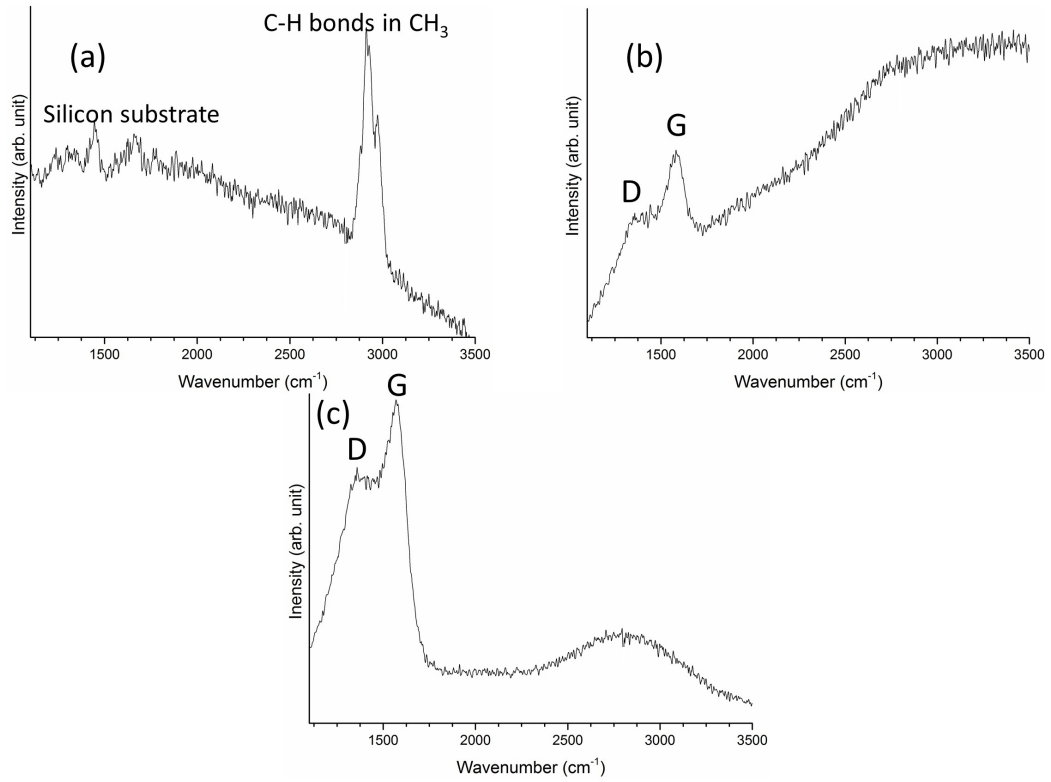 C-H bonds in CH₃
(a)
Silicon substrate
Intensity (arb. unit)
1500 2000 2500 3000 3500
Wavenumber (cm⁻¹)
(b)
G
D
Intensity (arb. unit)
1500 2000 2500 3000 3500
Wavenumber (cm⁻¹)
G
(c)
D
Inensity (arb. unit)
1500 2000 2500 3000 3500
Wavenumber (cm⁻¹)